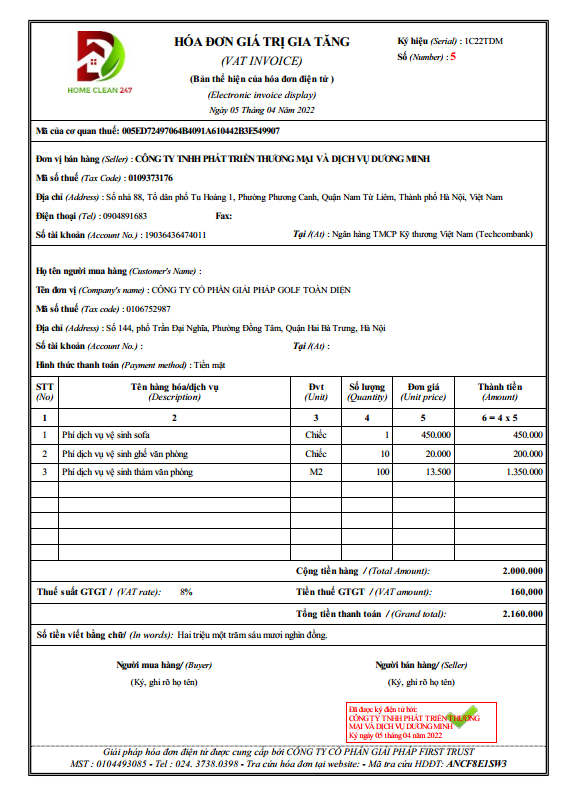 HOME CLEAN 247
HÓA ĐƠN GIÁ TRỊ GIA TĂNG
(VAT INVOICE)
(Bản thể hiện của hóa đơn điện tử )
(Electronic invoice display)
Ngày 05 Tháng 04 Năm 2022
Ký hiệu (Serial) : 1C22TDM
Số (Number) : 5
Mã của cơ quan thuế: 005ED72497064B4091A610442B3E549907
Đơn vị bán hàng (Seller) : CÔNG TY TNHH PHÁT TRIỂN THƯƠNG MẠI VÀ DỊCH VỤ DƯƠNG MINH
Mã số thuế (Tax Code) : 0109373176
Địa chỉ (Address) : Số nhà 88, Tổ dân phố Tu Hoàng 1, Phường Phương Canh, Quận Nam Từ Liêm, Thành phố Hà Nội, Việt Nam
Điện thoại (Tel) : 0904891683 Fax:
Số tài khoản (Account No.) : 19036436474011 Tại /(At) : Ngân hàng TMCP Kỹ thương Việt Nam (Techcombank)
Họ tên người mua hàng (Customer's Name) :
Tên đơn vị (Company's name) : CÔNG TY CỔ PHẦN GIẢI PHÁP GOLF TOÀN DIỆN
Mã số thuế (Tax code) : 0106752987
Địa chỉ (Address) : Số 144, phố Trần Đại Nghĩa, Phường Đồng Tâm, Quận Hai Bà Trưng, Hà Nội
Số tài khoản (Account No.) : Tại /(At) :
Hình thức thanh toán (Payment method) : Tiền mặt
STT Tên hàng hóa/dịch vụ Đvt Số lượng Đơn giá Thành tiền
(No) (Description) (Unit) (Quantity) (Unit price) (Amount)
1 2 3 4 5 6 = 4 x 5
1 Phí dịch vụ vệ sinh sofa Chiếc 1 450.000 450.000
2 Phí dịch vụ vệ sinh ghế văn phòng Chiếc 10 20.000 200.000
3 Phí dịch vụ vệ sinh thảm văn phòng M2 100 13.500 1.350.000
Cộng tiền hàng / (Total Amount): 2.000.000
Thuế suất GTGT / (VAT rate): 8% Tiền thuế GTGT / (VAT amount): 160,000
Tổng tiền thanh toán / (Grand total): 2.160.000
Số tiền viết bằng chữ/ (In words): Hai triệu một trăm sáu mươi nghìn đồng.
Người mua hàng/ (Buyer) Người bán hàng/ (Seller)
(Ký, ghi rõ họ tên) (Ký, ghi rõ họ tên)
Đã được ký điện tử bởi:
CÔNG TY TNHH PHÁT TRIỂN THƯƠNG
MẠI VÀ DỊCH VỤ DƯƠNG MINH
Ký ngày 05 tháng 04 năm 2022
Giải pháp hóa đơn điện tử được cung cấp bởi CÔNG TY CỔ PHẦN GIẢI PHÁP FIRST TRUST
MST : 0104493085 - Tel : 024. 3738.0398 - Tra cứu hóa đơn tại website: - Mã tra cứu HĐĐT: ANCF8E1SW3